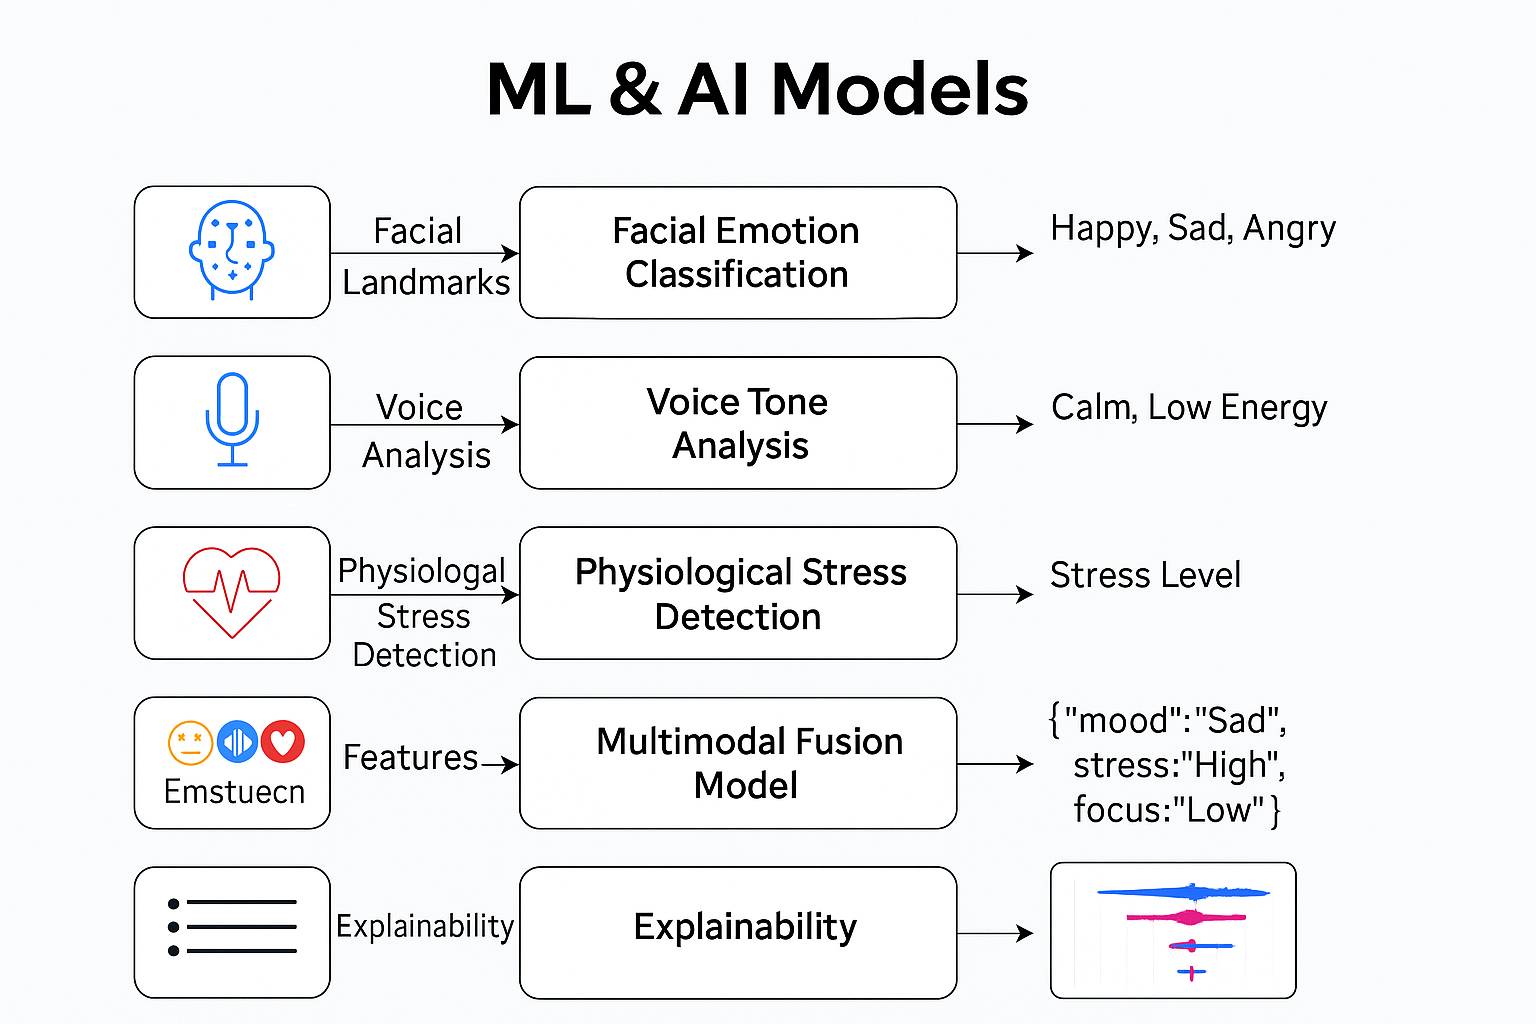 ML & AI Models
Facial
Landmarks
Facial Emotion
Classification
Happy, Sad, Angry
Voice
Analysis
Voice Tone
Analysis
Calm, Low Energy
Physiologal
Stress
Detection
Physiological Stress
Detection
Stress Level
Emstuecn
Features
Multimodal Fusion
Model
{"mood":"Sad",
stress:"High",
focus:"Low"}
Explainability
Explainability